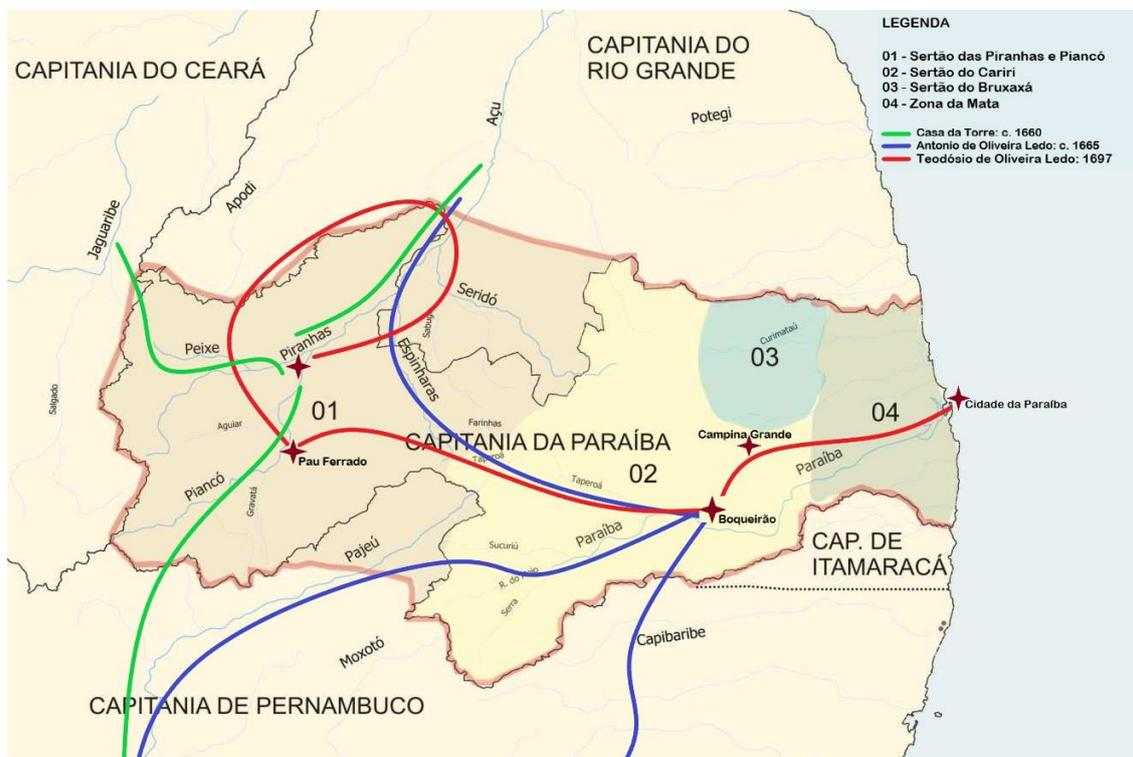 LEGENDA
01 - Sertão das Piranhas e Piancó
02 - Sertão do Cariri
03 - Sertão do Bruxaxá
04 - Zona da Mata
Casa da Torre: c. 1660
Antonio de Oliveira Ledo: c. 1665
Teodósio de Oliveira Ledo: 1697
CAPITANIA DO CEARÁ
CAPITANIA DO
RIO GRANDE
Açu
Potegi
Apodi
Jaguaribe
Seridó
Sabugi
Piranhas
Peixe
Espinharas
Curimataú
03
Salgado
01
04
Cidade da Paraíba
Aguiar
Farinhas
CAPITANIA DA PARAÍBA
Campina Grande
Pau Ferrado
Taperoá
02
Paraíba
Taperoá
Piancó
Gravatá
Boqueirão
Paraíba
Pajeú
Sucuriú
CAP. DE
ITAMARACÁ
R. do Meio
Serra
Capibaribe
Moxotó
CAPITANIA DE PERNAMBUCO